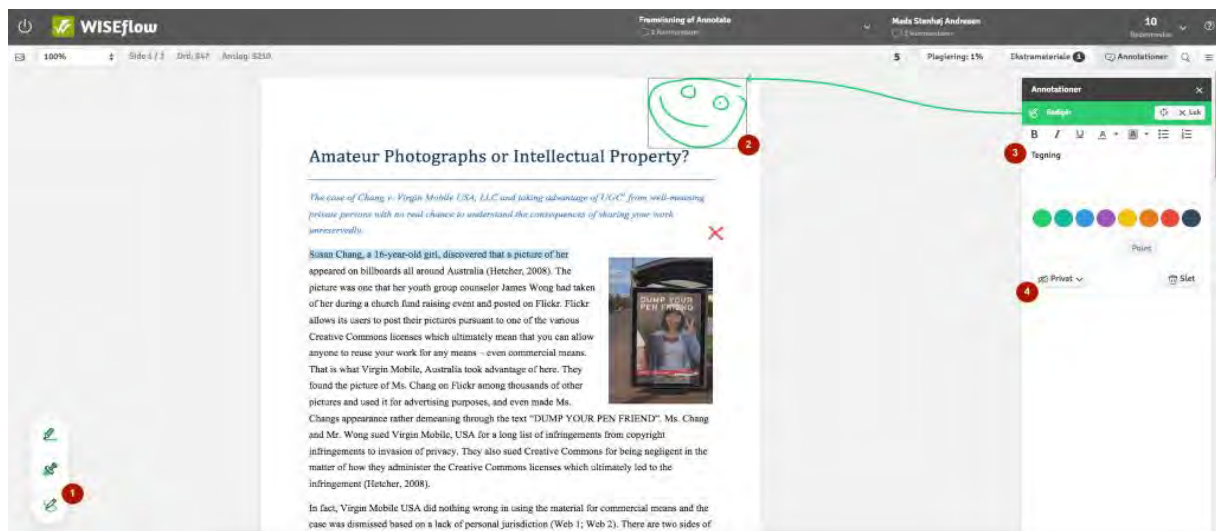 WISEflow
Fremvisning af Annotate
2 Kommentarer
Mads Stenhøj Andresen
2 Kommentarer
10
100%
Side 1 / 3 Ord: 847 Anslag: 5210
5
Plagiering: 1%
Ekstramateriale 1
Annotationer
Annotationer
Redigér
Luk
B I U A A
Tegning
Point
Privat
Slet
1
2
3
4
Amateur Photographs or Intellectual Property?
The case of Chang v. Virgin Mobile USA, LLC and taking advantage of UGC¹ from well-meaning
private persons with no real chance to understand the consequences of sharing your work
unreservedly.
Susan Chang, a 16-year-old girl, discovered that a picture of her
appeared on billboards all around Australia (Hetcher, 2008). The
picture was one that her youth group counselor James Wong had taken
of her during a church fund raising event and posted on Flickr. Flickr
allows its users to post their pictures pursuant to one of the various
Creative Commons licenses which ultimately mean that you can allow
anyone to reuse your work for any means – even commercial means.
That is what Virgin Mobile, Australia took advantage of here. They
found the picture of Ms. Chang on Flickr among thousands of other
pictures and used it for advertising purposes, and even made Ms.
Changs appearance rather demeaning through the text “DUMP YOUR PEN FRIEND”. Ms. Chang
and Mr. Wong sued Virgin Mobile, USA for a long list of infringements from copyright
infringements to invasion of privacy. They also sued Creative Commons for being negligent in the
matter of how they administer the Creative Commons licenses which ultimately led to the
infringement (Hetcher, 2008).
In fact, Virgin Mobile USA did nothing wrong in using the material for commercial means and the
case was dismissed based on a lack of personal jurisdiction (Web 1; Web 2). There are two sides of
DUMP YOUR
PEN FRIEND